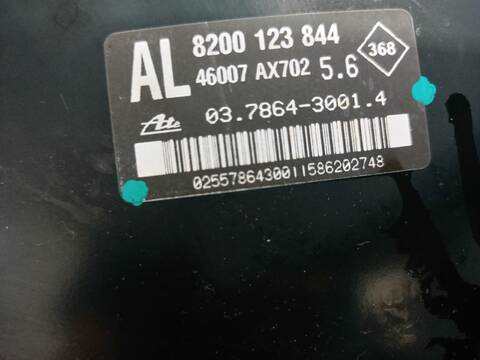 AL 8200 123 844
46007 AX702 5.6
368
Ate 03.7864-3001.4
0255786430011586202748